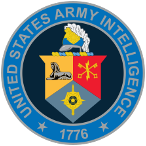 UNITED STATES ARMY INTELLIGENCE
1776